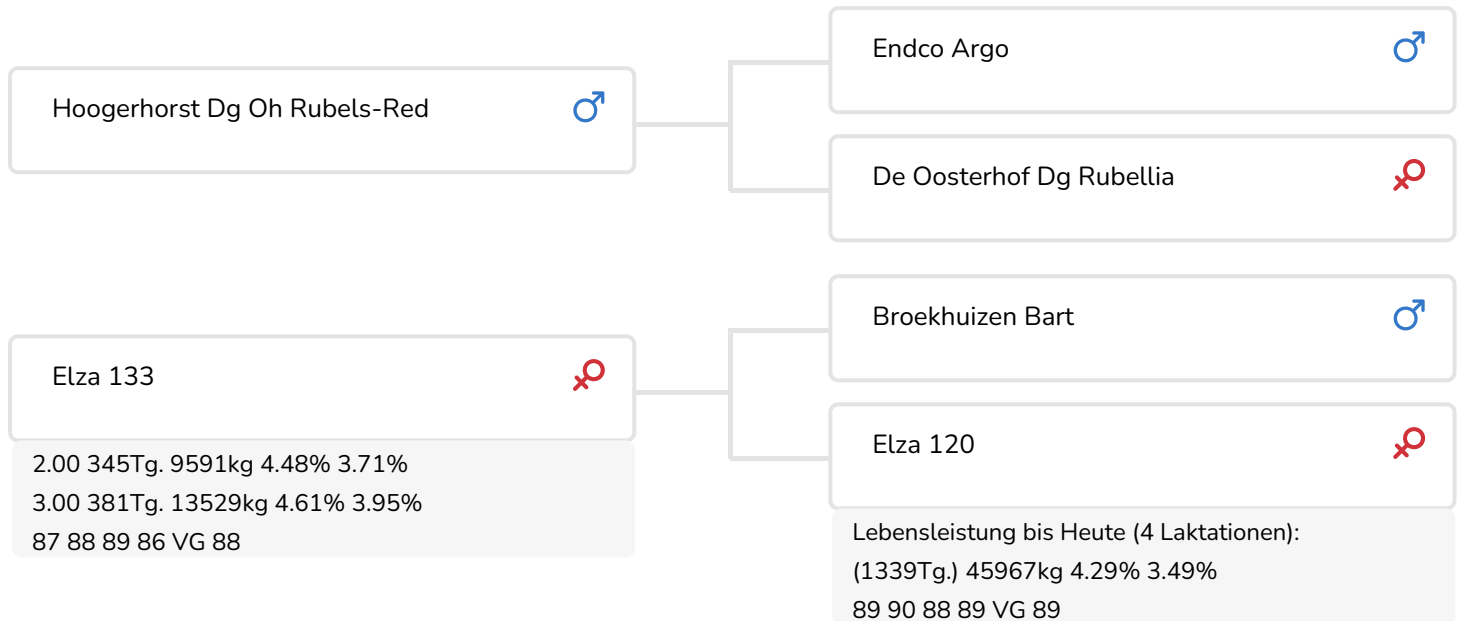 Hoogerhorst Dg Oh Rubels-Red
Endco Argo
De Oosterhof Dg Rubellia
Elza 133
2.00 345Tg. 9591kg 4.48% 3.71%
3.00 381Tg. 13529kg 4.61% 3.95%
87 88 89 86 VG 88
Broekhuizen Bart
Elza 120
Lebensleistung bis Heute (4 Laktationen):
(1339Tg.) 45967kg 4.29% 3.49%
89 90 88 89 VG 89